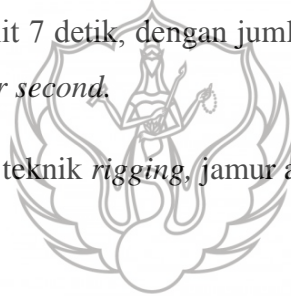 it 7 detik, dengan juml
r second.
teknik rigging, jamur a